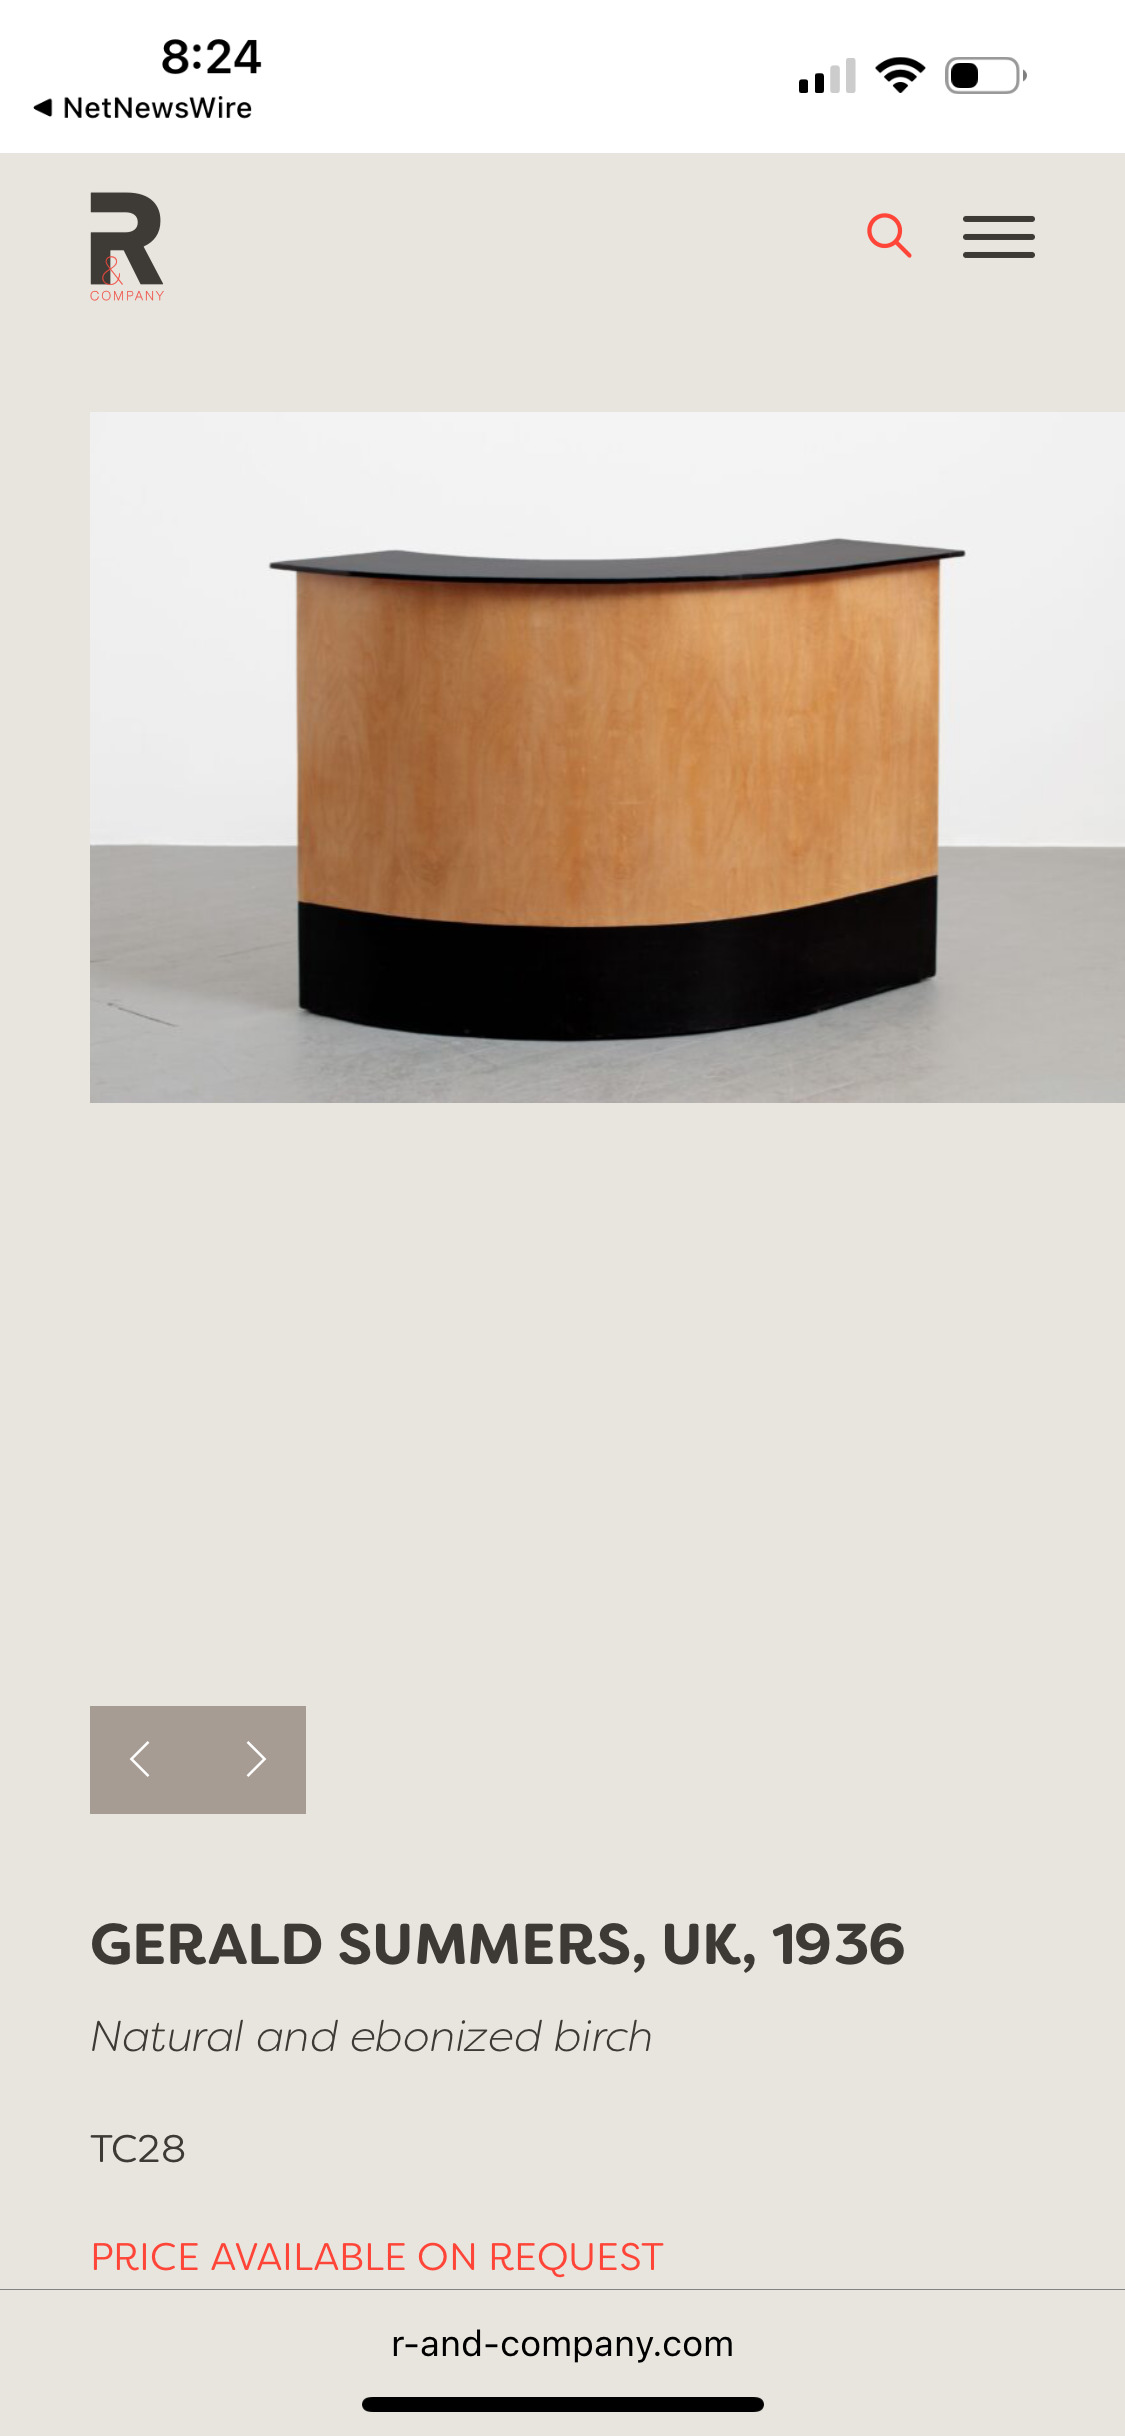 8:24
◀ NetNewsWire
R
&
COMPANY
GERALD SUMMERS, UK, 1936
Natural and ebonized birch
TC28
PRICE AVAILABLE ON REQUEST
r-and-company.com